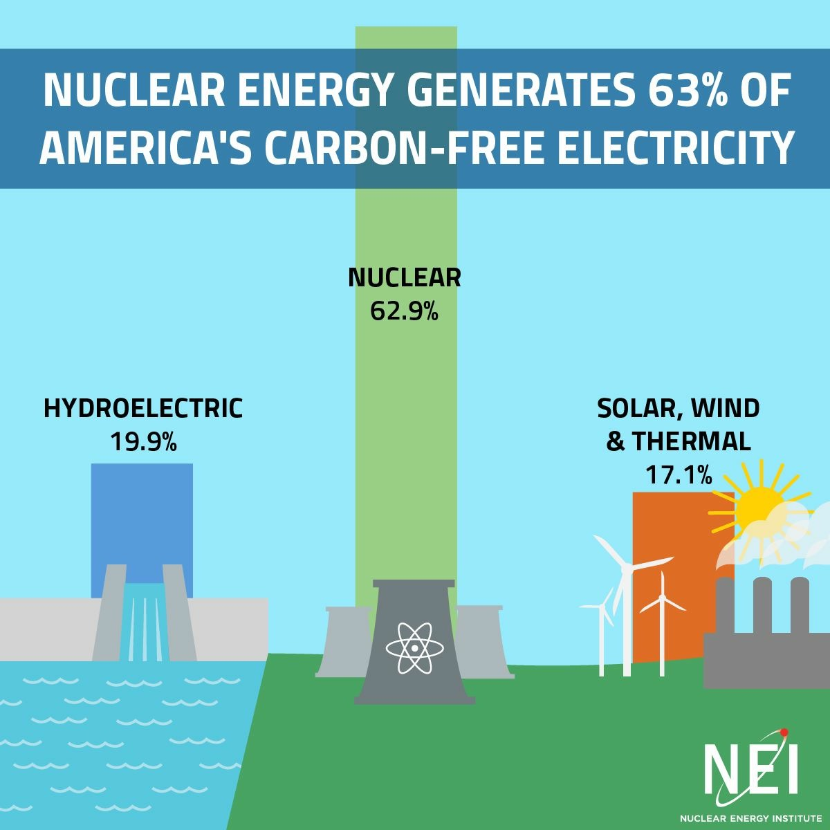 NUCLEAR ENERGY GENERATES 63% OF
AMERICA'S CARBON-FREE ELECTRICITY
NUCLEAR
62.9%
HYDROELECTRIC
19.9%
SOLAR, WIND
& THERMAL
17.1%
NEI
NUCLEAR ENERGY INSTITUTE